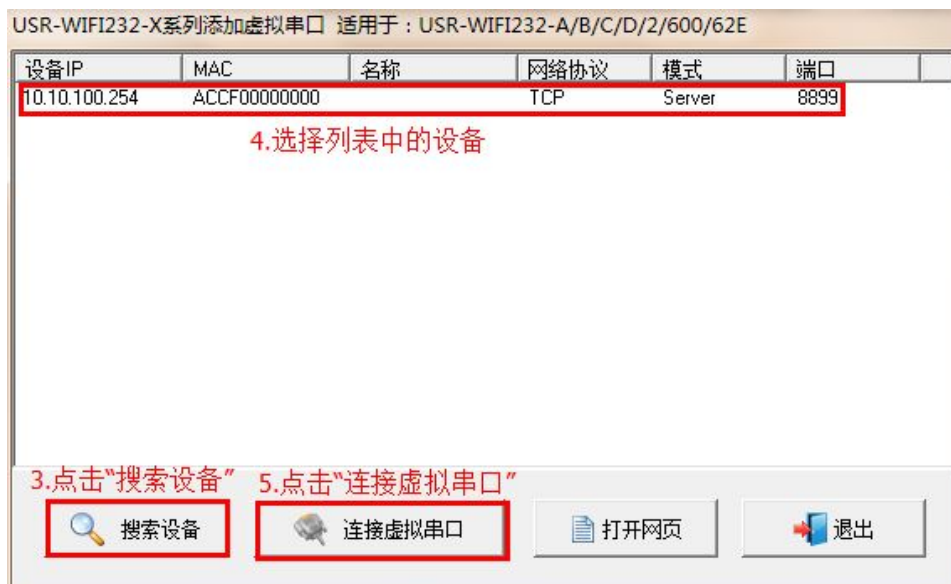 USR-WIFI232-X系列添加虚拟串口 适用于：USR-WIFI232-A/B/C/D/2/600/62E
设备IP MAC 名称 网络协议 模式 端口
10.10.100.254 ACCF00000000 TCP Server 8899
4.选择列表中的设备
3.点击“搜索设备” 5.点击“连接虚拟串口”
搜索设备 连接虚拟串口 打开网页 退出